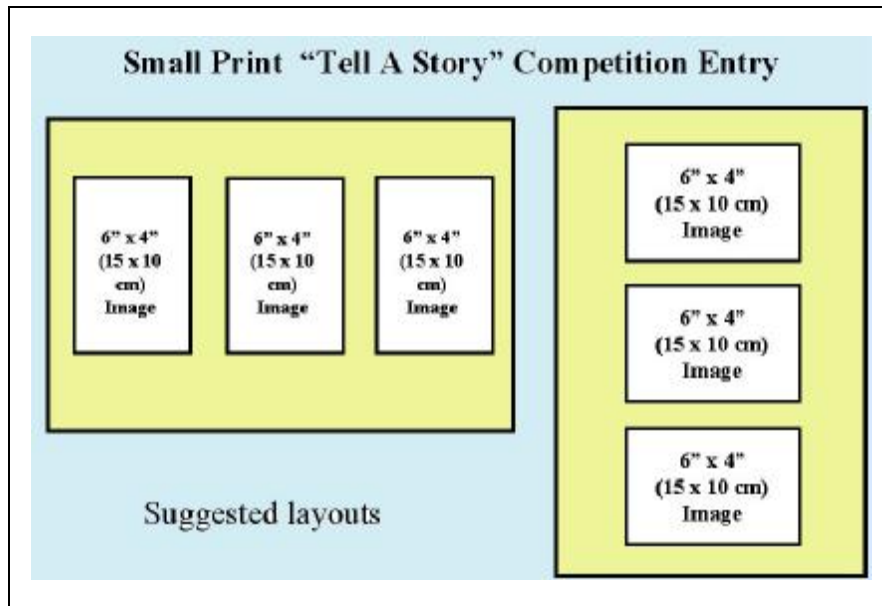 Small Print “Tell A Story” Competition Entry
6” x 4”
(15 x 10
cm)
Image
6” x 4”
(15 x 10
cm)
Image
6” x 4”
(15 x 10
cm)
Image
6” x 4”
(15 x 10 cm)
Image
6” x 4”
(15 x 10 cm)
Image
6” x 4”
(15 x 10 cm)
Image
Suggested layouts